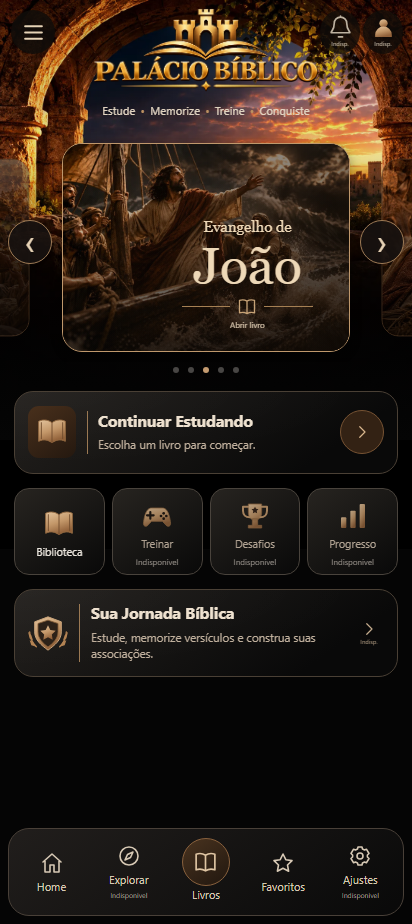 Indisp.
Indisp.
PALÁCIO BÍBLICO
Estude • Memorize • Treine • Conquiste
Evangelho de
João
Abrir livro
Continuar Estudando
Escolha um livro para começar.
Biblioteca
Treinar
Indisponível
Desafios
Indisponível
Progresso
Indisponível
Sua Jornada Bíblica
Estude, memorize versículos e construa suas
associações.
Indisp.
Home
Explorar
Indisponível
Livros
Favoritos
Ajustes
Indisponível